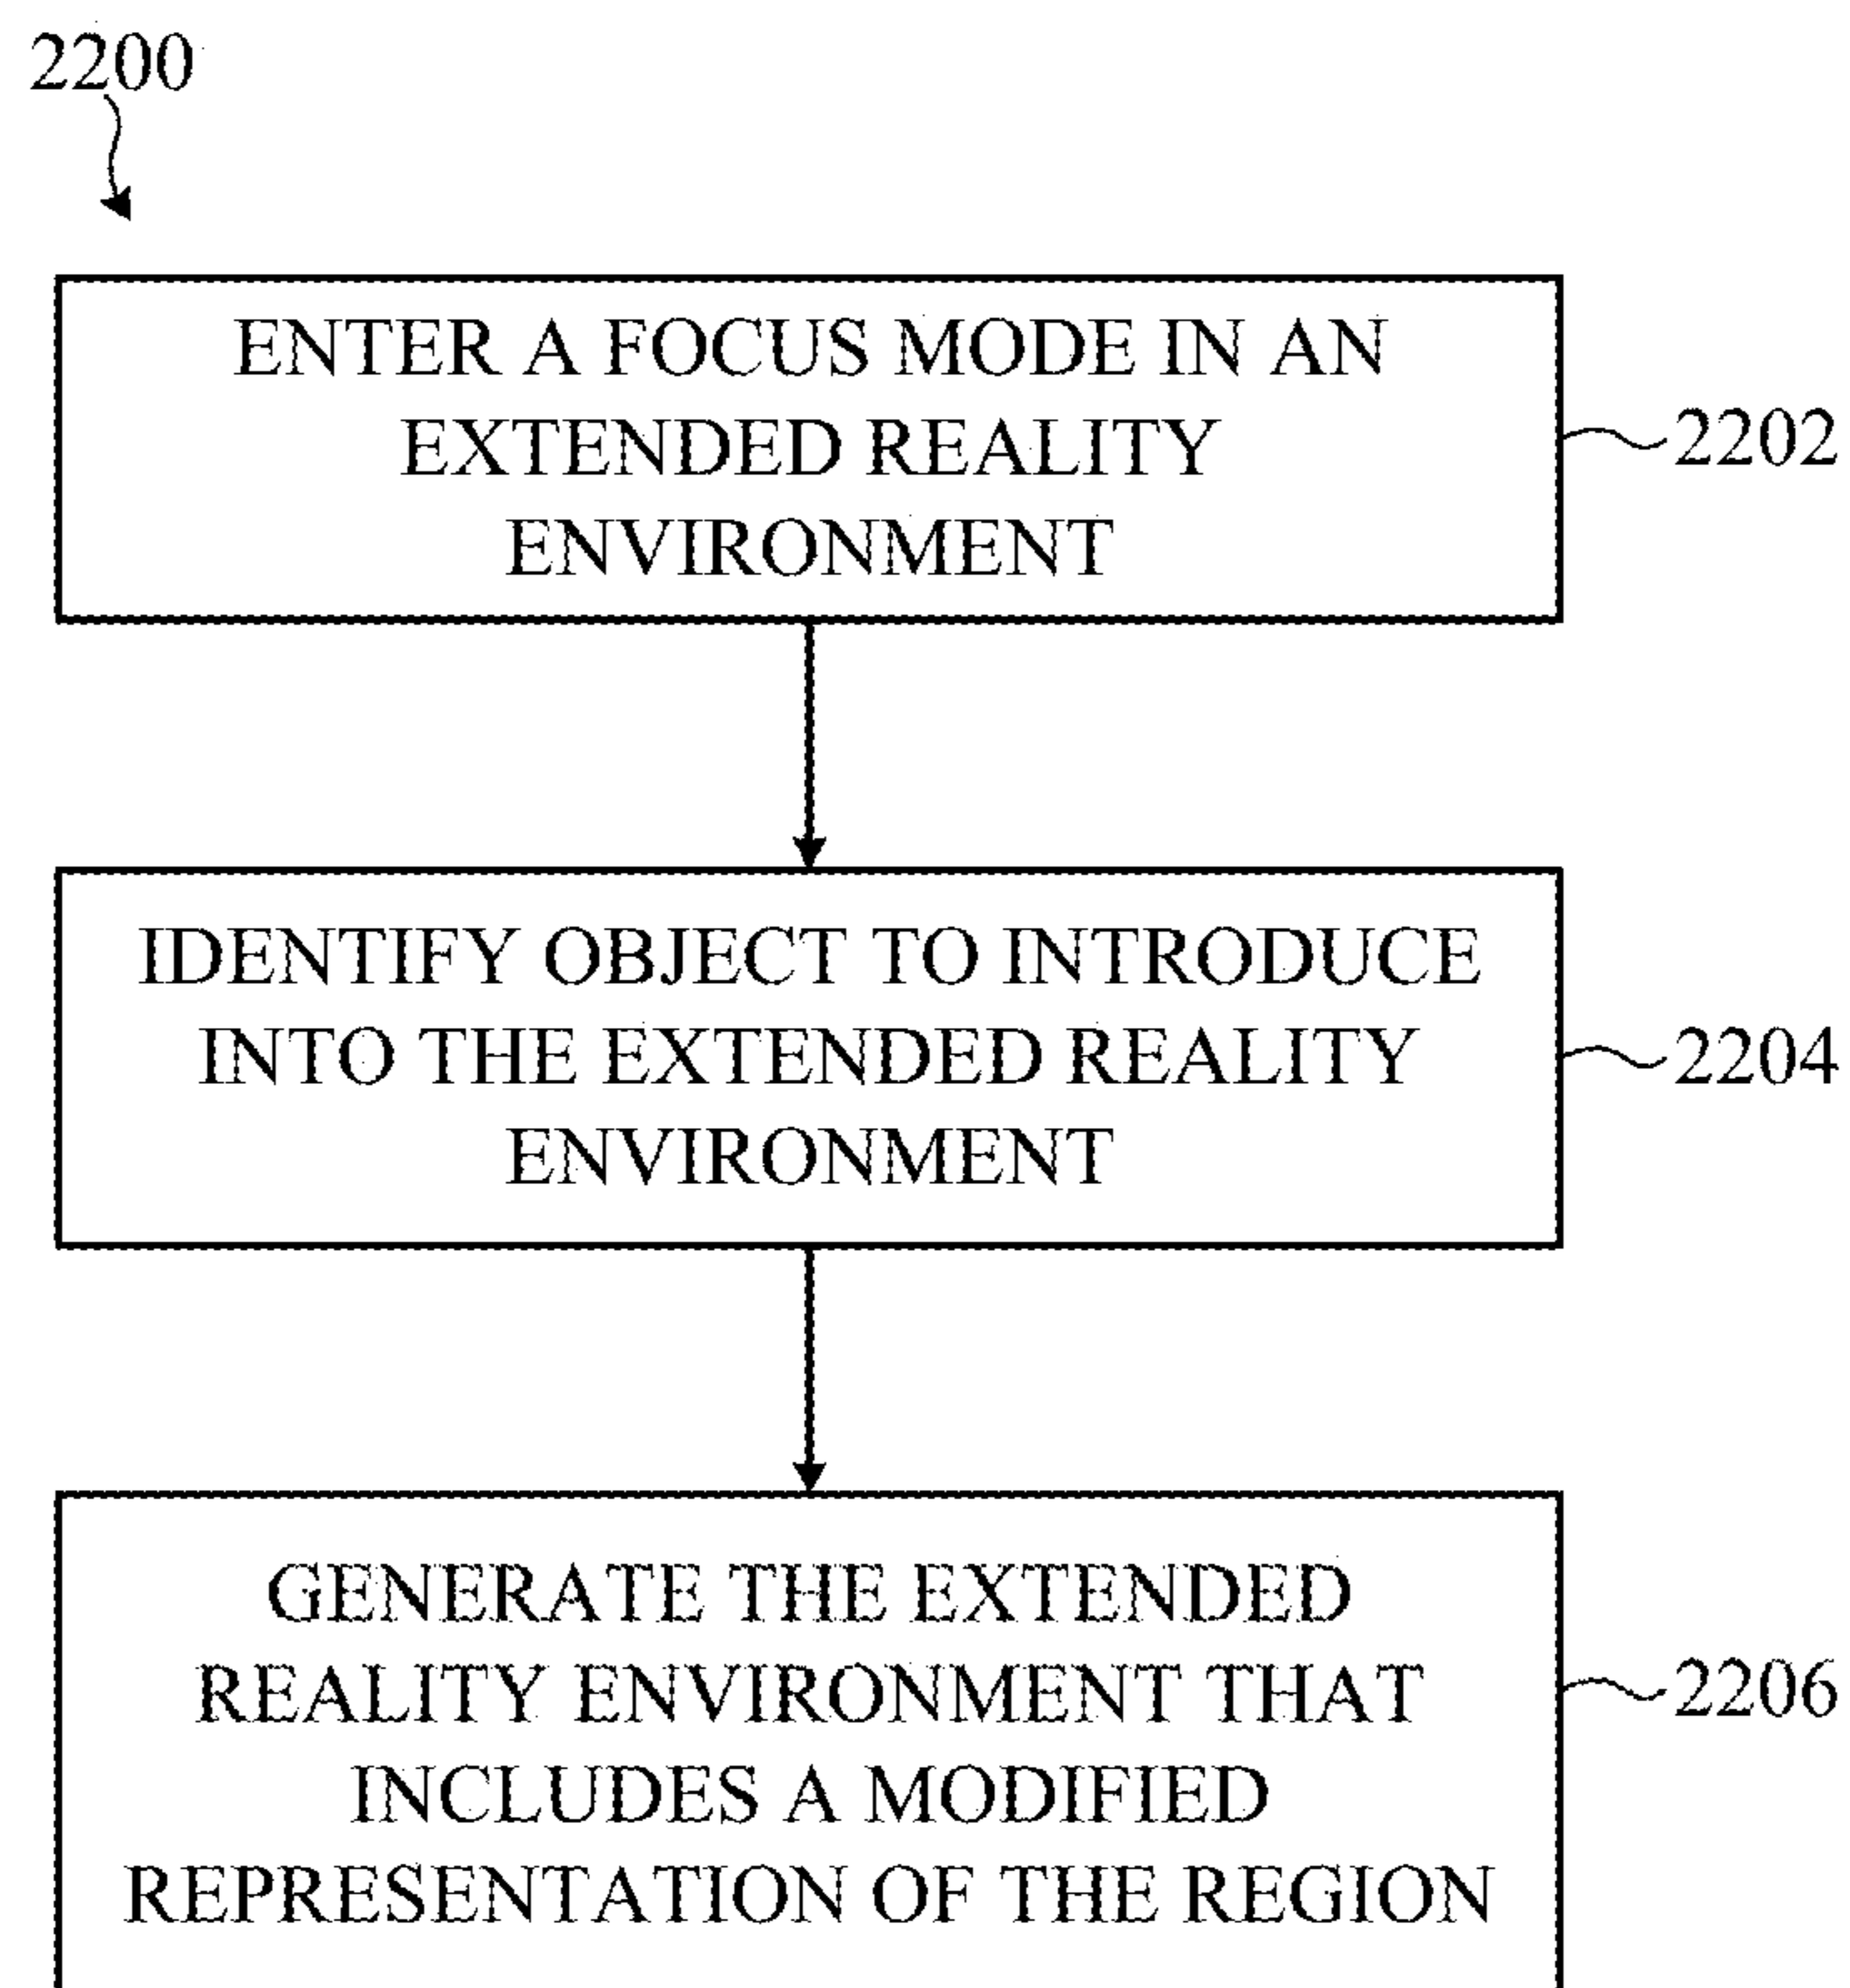 2200
ENTER A FOCUS MODE IN AN
EXTENDED REALITY
ENVIRONMENT
2202
IDENTIFY OBJECT TO INTRODUCE
INTO THE EXTENDED REALITY
ENVIRONMENT
2204
GENERATE THE EXTENDED
REALITY ENVIRONMENT THAT
INCLUDES A MODIFIED
REPRESENTATION OF THE REGION
2206